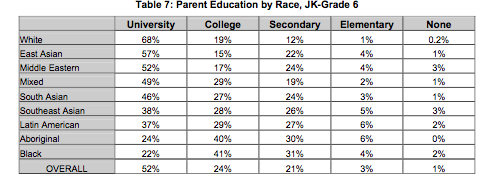 Table 7: Parent Education by Race, JK-Grade 6
University College Secondary Elementary None
White 68% 19% 12% 1% 0.2%
East Asian 57% 15% 22% 4% 1%
Middle Eastern 52% 17% 24% 4% 3%
Mixed 49% 29% 19% 2% 1%
South Asian 46% 27% 24% 3% 1%
Southeast Asian 38% 28% 26% 5% 3%
Latin American 37% 29% 27% 6% 2%
Aboriginal 24% 40% 30% 6% 0%
Black 22% 41% 31% 4% 2%
OVERALL 52% 24% 21% 3% 1%